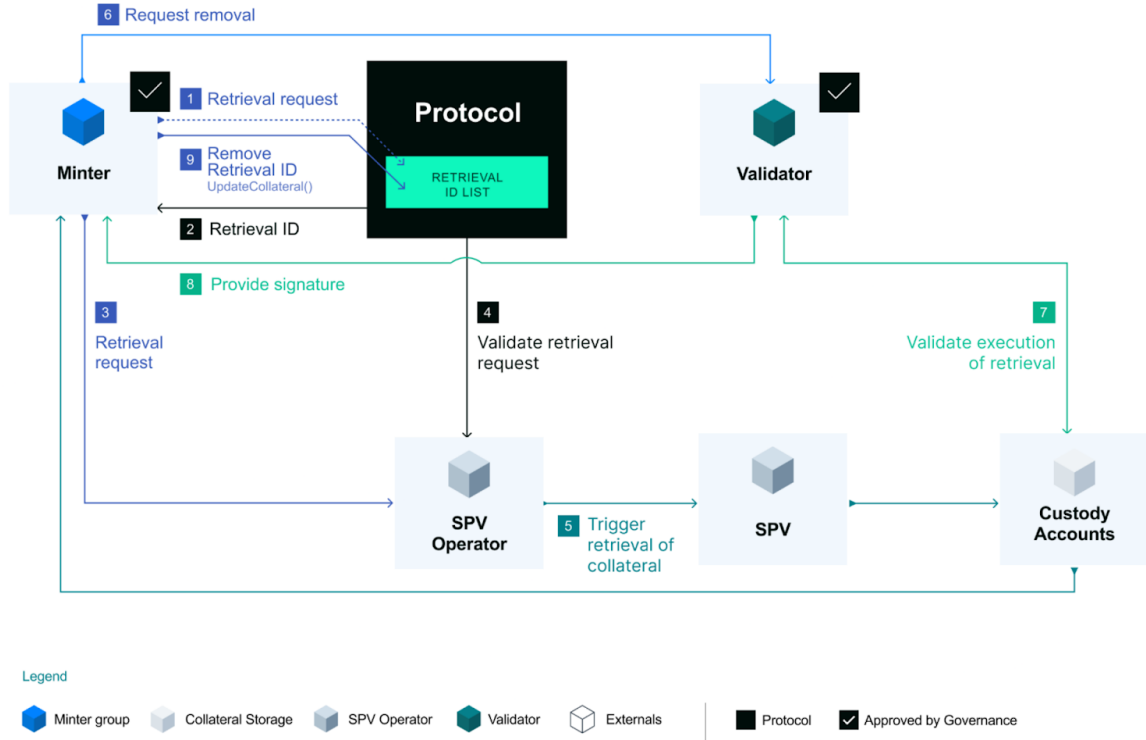 6 Request removal
1 Retrieval request
Protocol
9 Remove
Retrieval ID
UpdateCollateral()
RETRIEVAL
ID LIST
Minter
Validator
2 Retrieval ID
8 Provide signature
3
Retrieval
request
4
Validate retrieval
request
7
Validate execution
of retrieval
SPV
Operator
5 Trigger
retrieval of
collateral
SPV
Custody
Accounts
Legend
Minter group
Collateral Storage
SPV Operator
Validator
Externals
Protocol
Approved by Governance